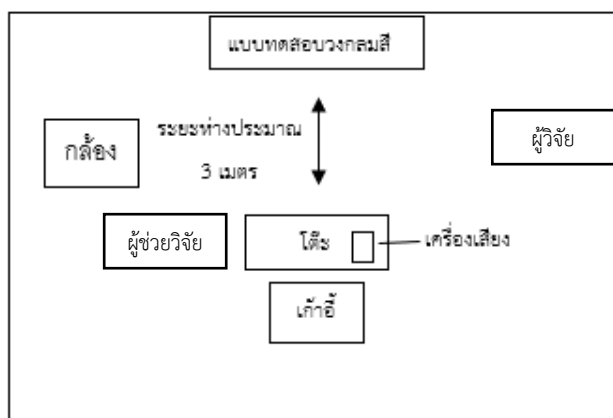 แบบทดสอบวงกลมสี
ระยะห่างประมาณ
3 เมตร
กล้อง
ผู้วิจัย
ผู้ช่วยวิจัย
โต๊ะ
เครื่องเสียง
เก้าอี้